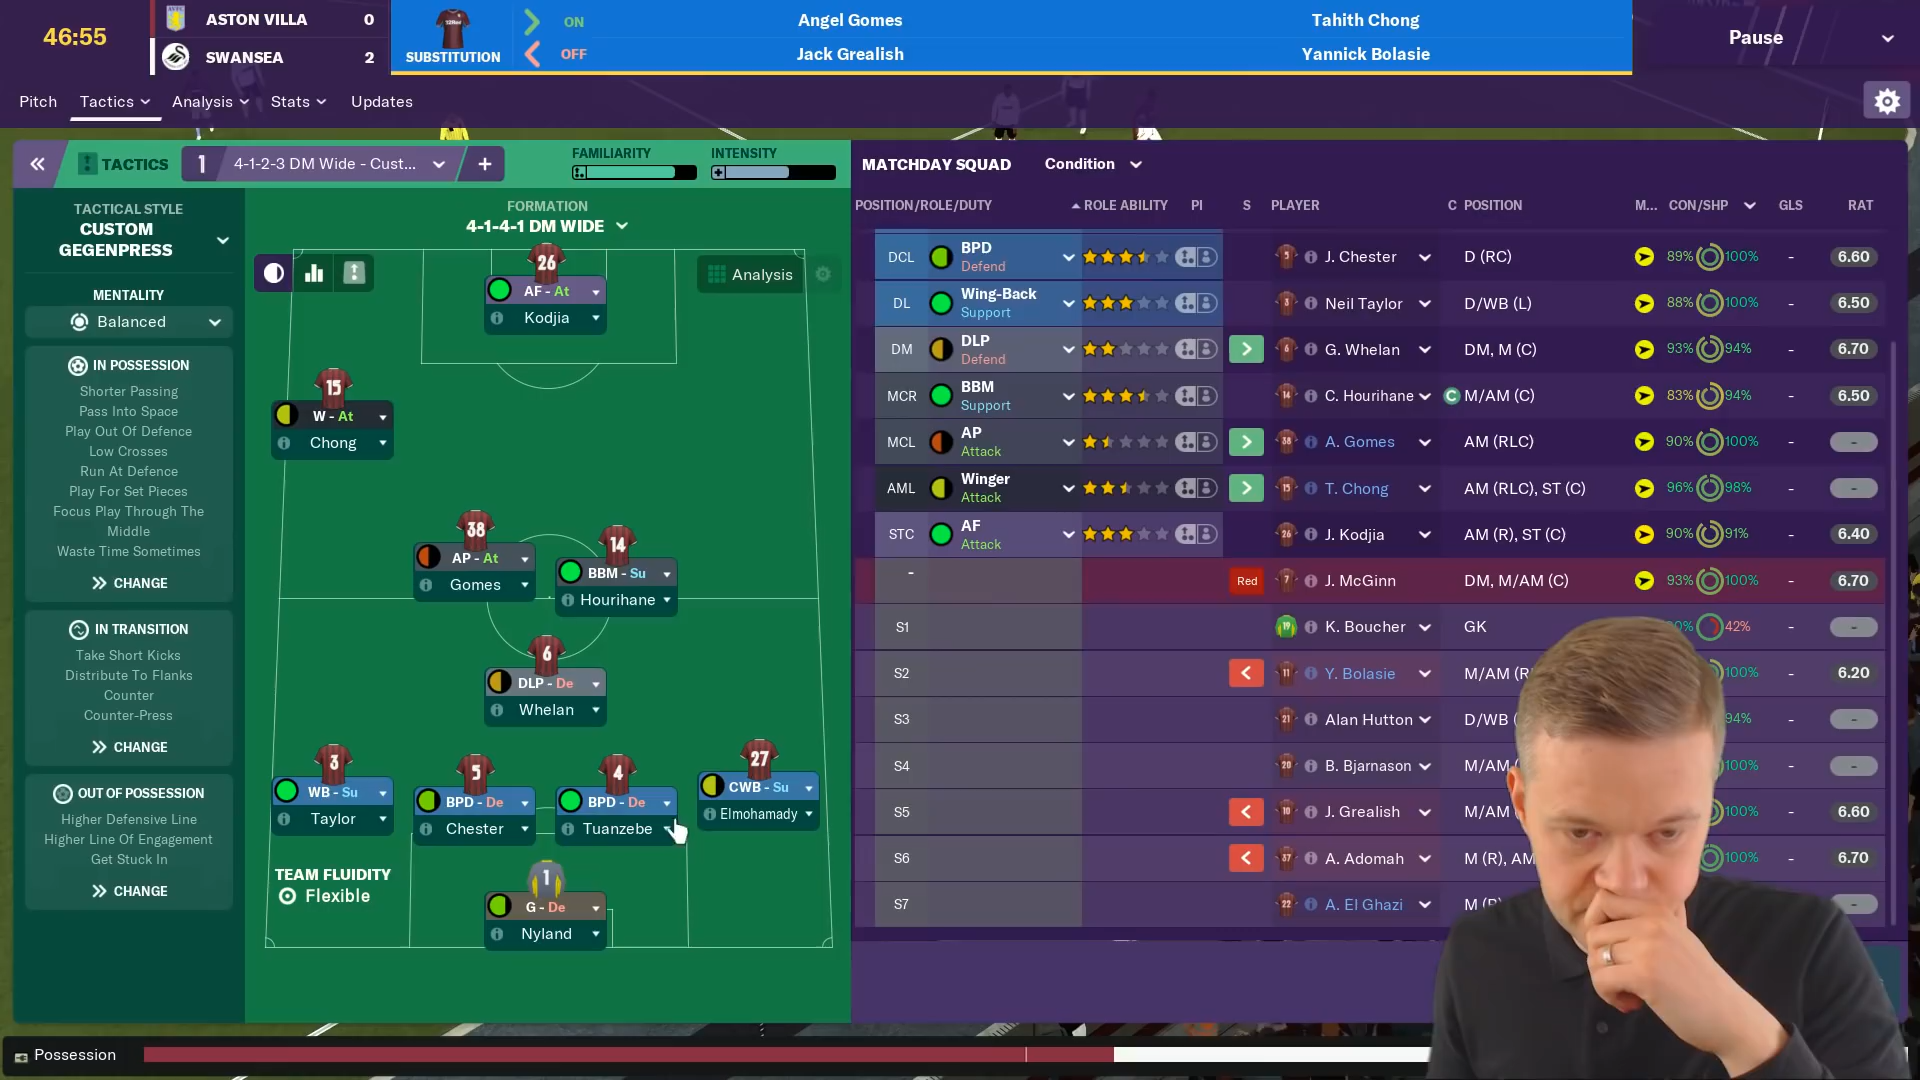 46:55
ASTON VILLA 0
SWANSEA 2
SUBSTITUTION
ON
OFF
Angel Gomes
Jack Grealish
Tahith Chong
Yannick Bolasie
Pause
Pitch
Tactics
Analysis
Stats
Updates
TACTICS
1
4-1-2-3 DM Wide - Cust...
+
FAMILIARITY
INTENSITY
TACTICAL STYLE
CUSTOM
GEGENPRESS
MENTALITY
Balanced
IN POSSESSION
Shorter Passing
Pass Into Space
Play Out Of Defence
Low Crosses
Run At Defence
Play For Set Pieces
Focus Play Through The
Middle
Waste Time Sometimes
CHANGE
IN TRANSITION
Take Short Kicks
Distribute To Flanks
Counter
Counter-Press
CHANGE
OUT OF POSSESSION
Higher Defensive Line
Higher Line Of Engagement
Get Stuck In
CHANGE
FORMATION
4-1-4-1 DM WIDE
Analysis
26
AF - At
Kodjia
15
W - At
Chong
38
AP - At
Gomes
14
BBM - Su
Hourihane
6
DLP - De
Whelan
3
WB - Su
Taylor
5
BPD - De
Chester
4
BPD - De
Tuanzebe
27
CWB - Su
Elmohamady
TEAM FLUIDITY
Flexible
1
G - De
Nyland
MATCHDAY SQUAD
Condition
POSITION/ROLE/DUTY ROLE ABILITY PI S PLAYER C POSITION M... CON/SHP GLS RAT
DCL BPD Defend J. Chester D (RC) 89% 100% - 6.60
DL Wing-Back Support Neil Taylor D/WB (L) 88% 100% - 6.50
DM DLP Defend G. Whelan DM, M (C) 93% 94% - 6.70
MCR BBM Support C. Hourihane C M/AM (C) 83% 94% - 6.50
MCL AP Attack A. Gomes AM (RLC) 90% 100% - -
AML Winger Attack T. Chong AM (RLC), ST (C) 96% 98% - -
STC AF Attack J. Kodjia AM (R), ST (C) 90% 91% - 6.40
- Red J. McGinn DM, M/AM (C) 93% 100% - 6.70
S1 K. Boucher GK 42% - -
S2 Y. Bolasie M/AM (R 100% - 6.20
S3 Alan Hutton D/WB 94% - -
S4 B. Bjarnason M/AM 100% - -
S5 J. Grealish M/AM 100% - 6.60
S6 A. Adomah M (R), AM 100% - 6.70
S7 A. El Ghazi -
Possession